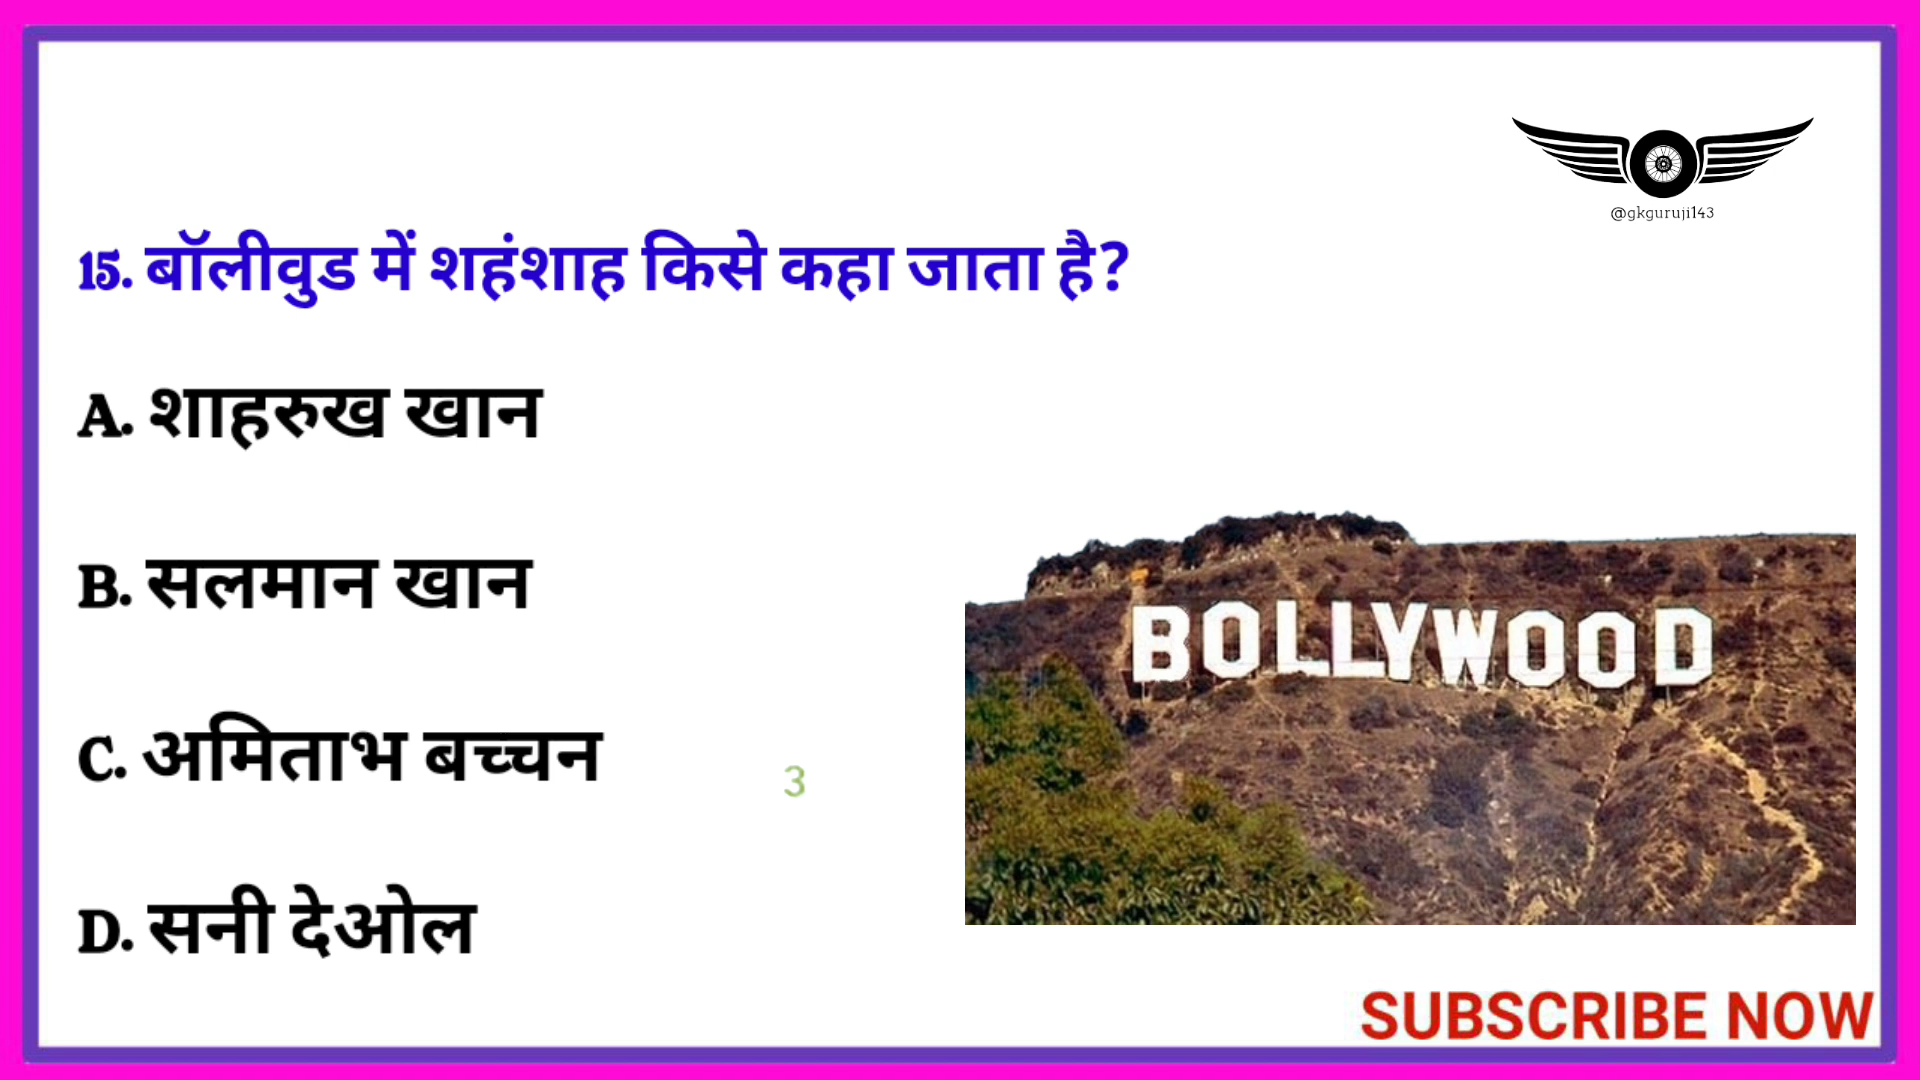 @gkguruji143
15. बॉलीवुड में शहंशाह किसे कहा जाता है?
A. शाहरुख खान
B. सलमान खान
BOLLYWOOD
C. अमिताभ बच्चन
3
D. सनी देओल
SUBSCRIBE NOW